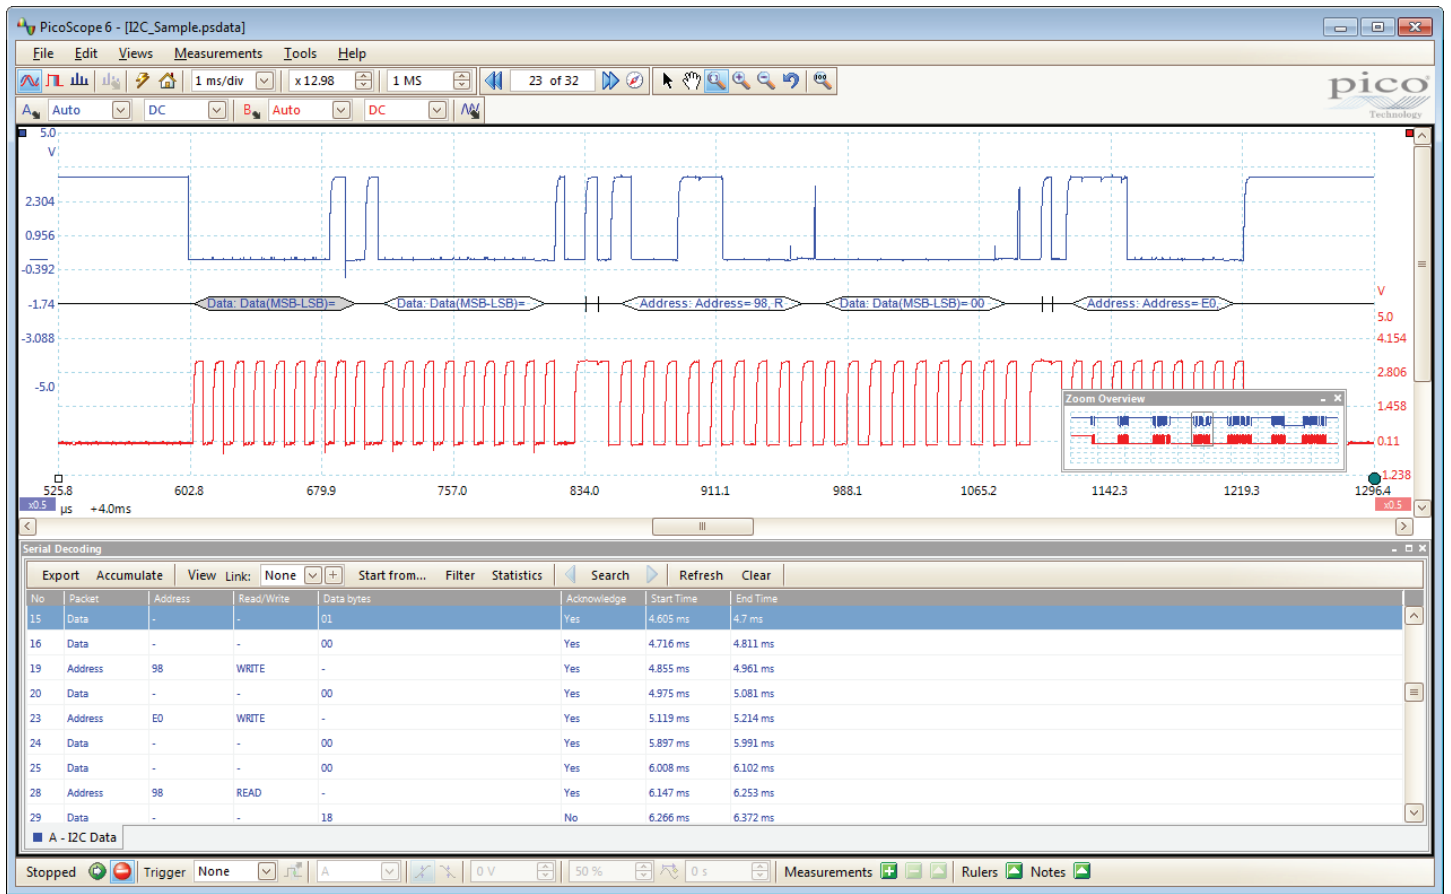 PicoScope 6 - [I2C_Sample.psdata]
File Edit Views Measurements Tools Help
1 ms/div x 12.98 1 MS 23 of 32
pico
Technology
A Auto DC B Auto DC
5.0
V
2.304
0.956
-0.392
-1.74
-3.088
-5.0
Data: Data(MSB-LSB)= Data: Data(MSB-LSB)= Address: Address= 98, R Data: Data(MSB-LSB)= 00 Address: Address= E0,
V
5.0
4.154
2.806
1.458
0.11
-1.238
Zoom Overview
525.8 602.8 679.9 757.0 834.0 911.1 988.1 1065.2 1142.3 1219.3 1296.4
x0.5 µs +4.0ms x0.5
Serial Decoding
Export Accumulate View Link: None Start from... Filter Statistics Search Refresh Clear
No Packet Address Read/Write Data bytes Acknowledge Start Time End Time
15 Data - - 01 Yes 4.605 ms 4.7 ms
16 Data - - 00 Yes 4.716 ms 4.811 ms
19 Address 98 WRITE - Yes 4.855 ms 4.961 ms
20 Data - - 00 Yes 4.975 ms 5.081 ms
23 Address E0 WRITE - Yes 5.119 ms 5.214 ms
24 Data - - 00 Yes 5.897 ms 5.991 ms
25 Data - - 00 Yes 6.008 ms 6.102 ms
28 Address 98 READ - Yes 6.147 ms 6.253 ms
29 Data - - 18 No 6.266 ms 6.372 ms
A - I2C Data
Stopped Trigger None A 0 V 50 % 0 s Measurements Rulers Notes